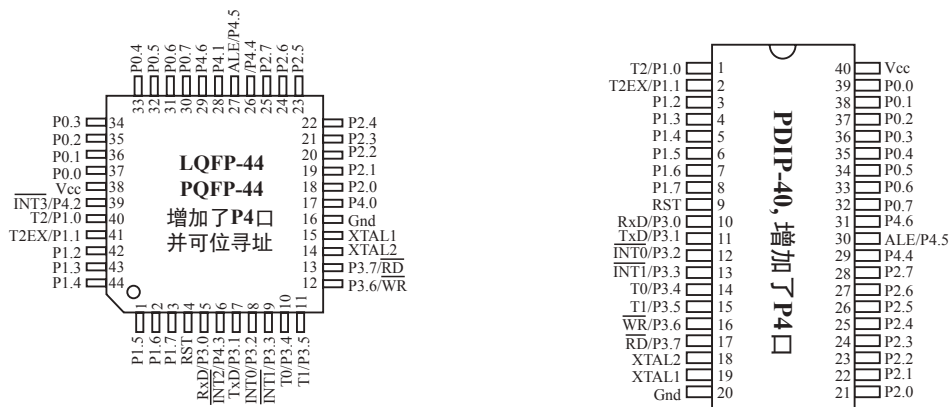 P0.4
P0.5
P0.6
P0.7
P4.6
P4.1
ALE/P4.5
/P4.4
P2.7
P2.6
P2.5
33
32
31
30
29
28
27
26
25
24
23
P0.3 34
P0.2 35
P0.1 36
P0.0 37
Vcc 38
INT3/P4.2 39
T2/P1.0 40
T2EX/P1.1 41
P1.2 42
P1.3 43
P1.4 44
LQFP-44
PQFP-44
增加了P4口
并可位寻址
22 P2.4
21 P2.3
20 P2.2
19 P2.1
18 P2.0
17 P4.0
16 Gnd
15 XTAL1
14 XTAL2
13 P3.7/RD
12 P3.6/WR
1
2
3
4
5
6
7
8
9
10
11
P1.5
P1.6
P1.7
RST
RxD/P3.0
INT2/P4.3
TxD/P3.1
INT0/P3.2
INT1/P3.3
T0/P3.4
T1/P3.5
T2/P1.0 1
T2EX/P1.1 2
P1.2 3
P1.3 4
P1.4 5
P1.5 6
P1.6 7
P1.7 8
RST 9
RxD/P3.0 10
TxD/P3.1 11
INT0/P3.2 12
INT1/P3.3 13
T0/P3.4 14
T1/P3.5 15
WR/P3.6 16
RD/P3.7 17
XTAL2 18
XTAL1 19
Gnd 20
PDIP-40, 增加了P4口
40 Vcc
39 P0.0
38 P0.1
37 P0.2
36 P0.3
35 P0.4
34 P0.5
33 P0.6
32 P0.7
31 P4.6
30 ALE/P4.5
29 P4.4
28 P2.7
27 P2.6
26 P2.5
25 P2.4
24 P2.3
23 P2.2
22 P2.1
21 P2.0